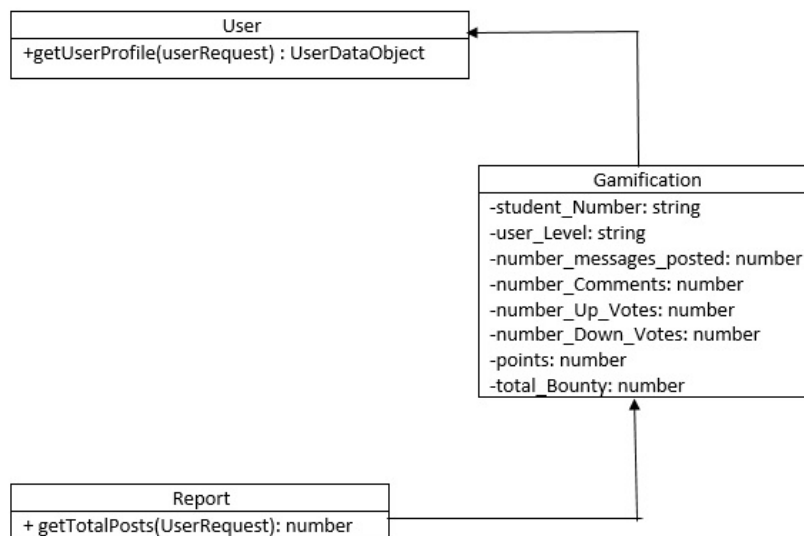 User
+getUserProfile(userRequest) : UserDataObject
Gamification
-student_Number: string
-user_Level: string
-number_messages_posted: number
-number_Comments: number
-number_Up_Votes: number
-number_Down_Votes: number
-points: number
-total_Bounty: number
Report
+ getTotalPosts(UserRequest): number